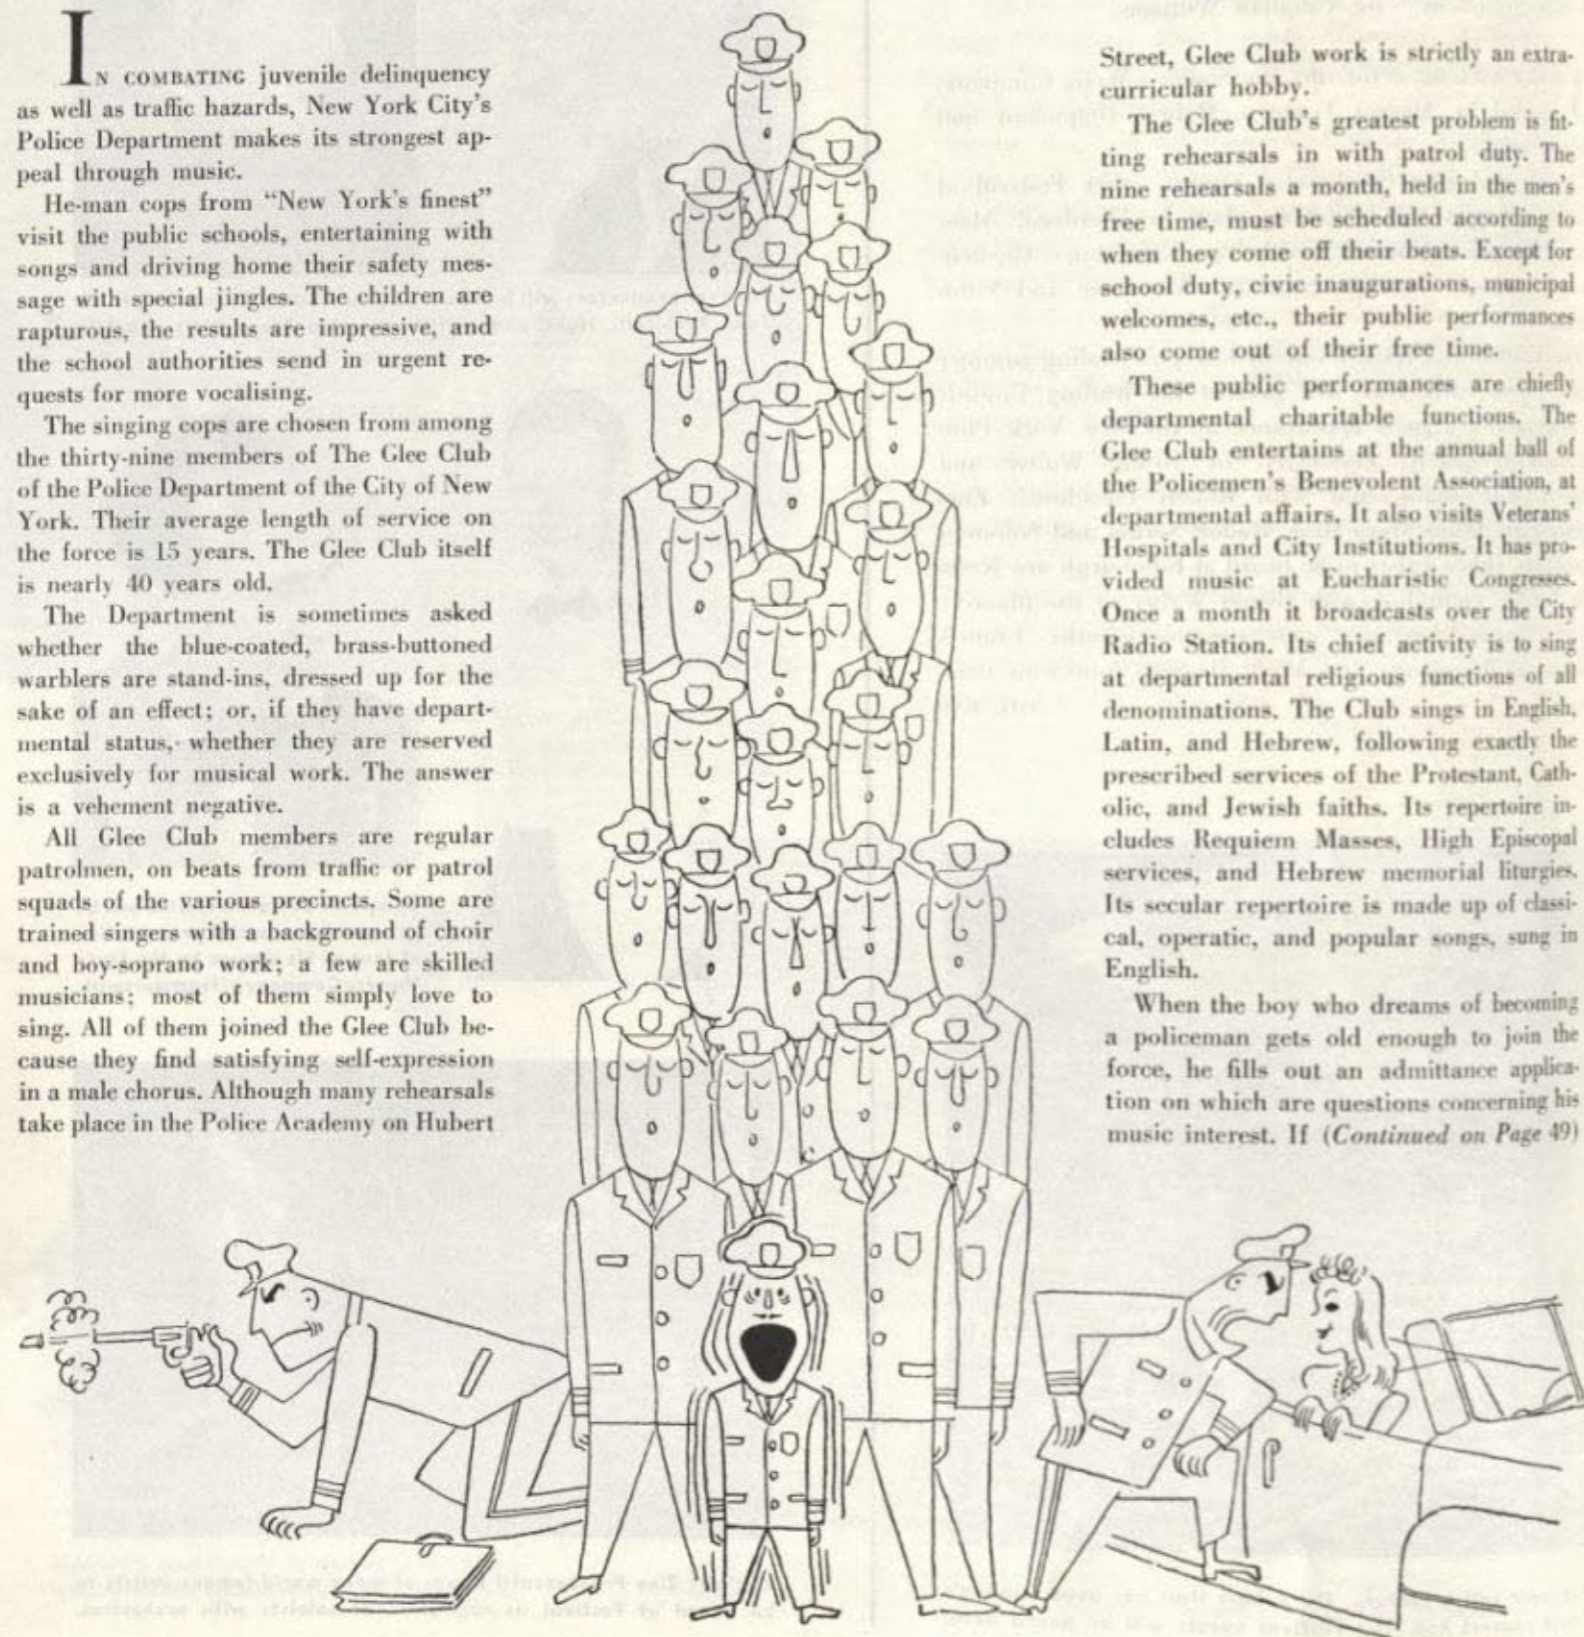 IN COMBATING juvenile delinquency
as well as traffic hazards, New York City's
Police Department makes its strongest ap-
peal through music.
He-man cops from "New York's finest"
visit the public schools, entertaining with
songs and driving home their safety mes-
sage with special jingles. The children are
rapturous, the results are impressive, and
the school authorities send in urgent re-
quests for more vocalising.
The singing cops are chosen from among
the thirty-nine members of The Glee Club
of the Police Department of the City of New
York. Their average length of service on
the force is 15 years. The Glee Club itself
is nearly 40 years old.
The Department is sometimes asked
whether the blue-coated, brass-buttoned
warblers are stand-ins, dressed up for the
sake of an effect; or, if they have depart-
mental status, whether they are reserved
exclusively for musical work. The answer
is a vehement negative.
All Glee Club members are regular
patrolmen, on beats from traffic or patrol
squads of the various precincts. Some are
trained singers with a background of choir
and boy-soprano work; a few are skilled
musicians; most of them simply love to
sing. All of them joined the Glee Club be-
cause they find satisfying self-expression
in a male chorus. Although many rehearsals
take place in the Police Academy on Hubert
Street, Glee Club work is strictly an extra-
curricular hobby.
The Glee Club's greatest problem is fit-
ting rehearsals in with patrol duty. The
nine rehearsals a month, held in the men's
free time, must be scheduled according to
when they come off their beats. Except for
school duty, civic inaugurations, municipal
welcomes, etc., their public performances
also come out of their free time.
These public performances are chiefly
departmental charitable functions. The
Glee Club entertains at the annual ball of
the Policemen's Benevolent Association, at
departmental affairs. It also visits Veterans'
Hospitals and City Institutions. It has pro-
vided music at Eucharistic Congresses.
Once a month it broadcasts over the City
Radio Station. Its chief activity is to sing
at departmental religious functions of all
denominations. The Club sings in English,
Latin, and Hebrew, following exactly the
prescribed services of the Protestant, Cath-
olic, and Jewish faiths. Its repertoire in-
cludes Requiem Masses, High Episcopal
services, and Hebrew memorial liturgies.
Its secular repertoire is made up of classi-
cal, operatic, and popular songs, sung in
English.
When the boy who dreams of becoming
a policeman gets old enough to join the
force, he fills out an admittance applica-
tion on which are questions concerning his
music interest. If (Continued on Page 49)